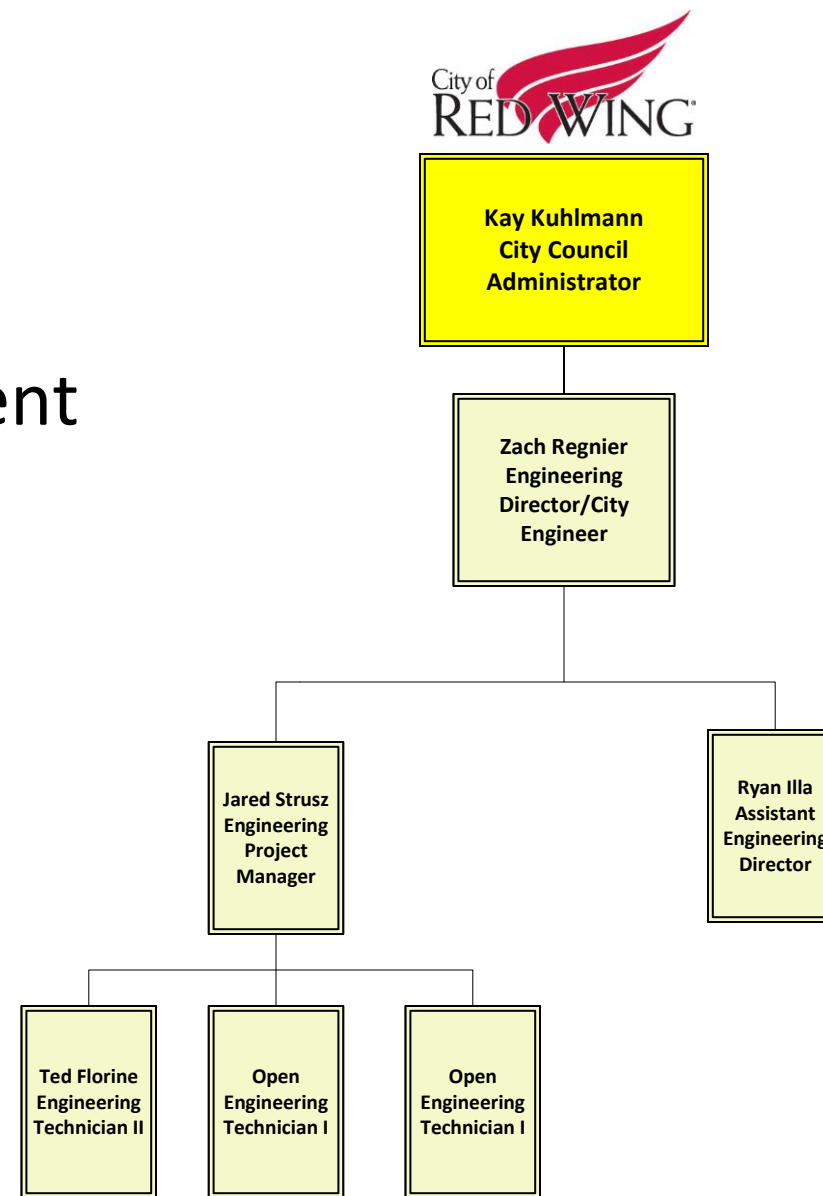 City of
RED WING
Kay Kuhlmann
City Council
Administrator
ent
Zach Regnier
Engineering
Director/City
Engineer
Jared Strusz
Engineering
Project
Manager
Ryan Illa
Assistant
Engineering
Director
Ted Florine
Engineering
Technician II
Open
Engineering
Technician I
Open
Engineering
Technician I